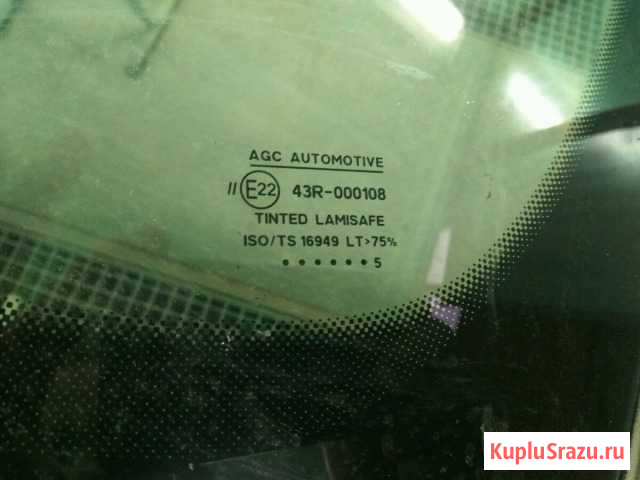 AGC AUTOMOTIVE
II E22 43R-000108
TINTED LAMISAFE
ISO/TS 16949 LT>75%
• • • • • • 5
KupluSrazu.ru